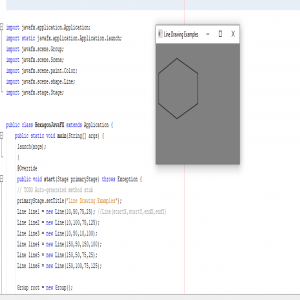 import javafx.application.Application;
import static javafx.application.Application.launch;
import javafx.scene.Group;
import javafx.scene.Scene;
import javafx.scene.paint.Color;
import javafx.scene.shape.Line;
import javafx.stage.Stage;
Line Drawing Examples
public class HexagonJavaFX extends Application {
public static void main(String[] args) {
launch(args);
}
@Override
public void start(Stage primaryStage) throws Exception {
// TODO Auto-generated method stub
primaryStage.setTitle("Line Drawing Examples");
Line line1 = new Line(10,50,75,25); //Line(startX,startY,endX,endY)
Line line2 = new Line(10,100,75,125);
Line line3 = new Line(10,50,10,100);
Line line4 = new Line(150,50,150,100);
Line line5 = new Line(150,50,75,25);
Line line6 = new Line(150,100,75,125);
Group root = new Group();